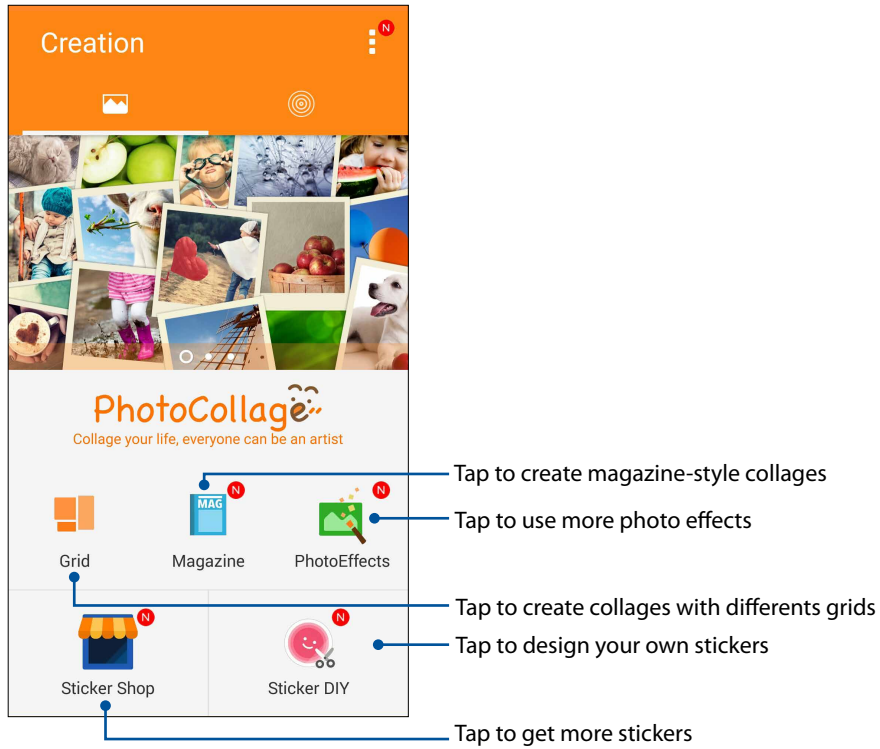 Creation
N
PhotoCollage
Collage your life, everyone can be an artist
N
N
MAG
Grid
Magazine
PhotoEffects
N
N
Sticker Shop
Sticker DIY
Tap to create magazine-style collages
Tap to use more photo effects
Tap to create collages with differents grids
Tap to design your own stickers
Tap to get more stickers